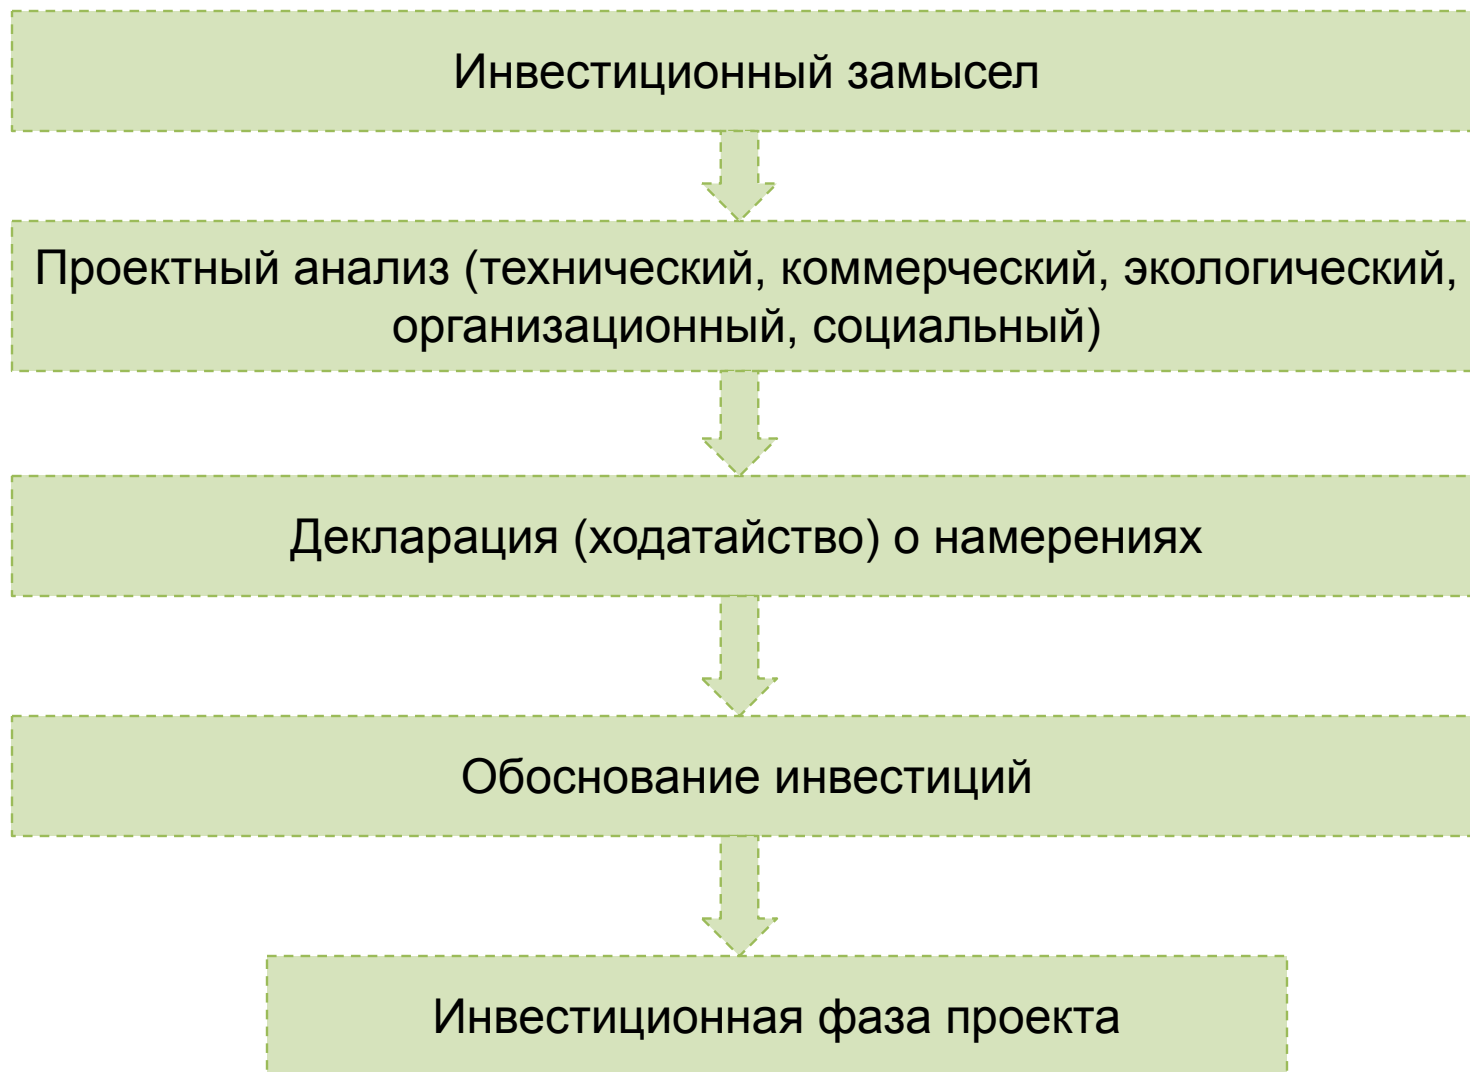 Инвестиционный замысел
Проектный анализ (технический, коммерческий, экологический,
организационный, социальный)
Декларация (ходатайство) о намерениях
Обоснование инвестиций
Инвестиционная фаза проекта